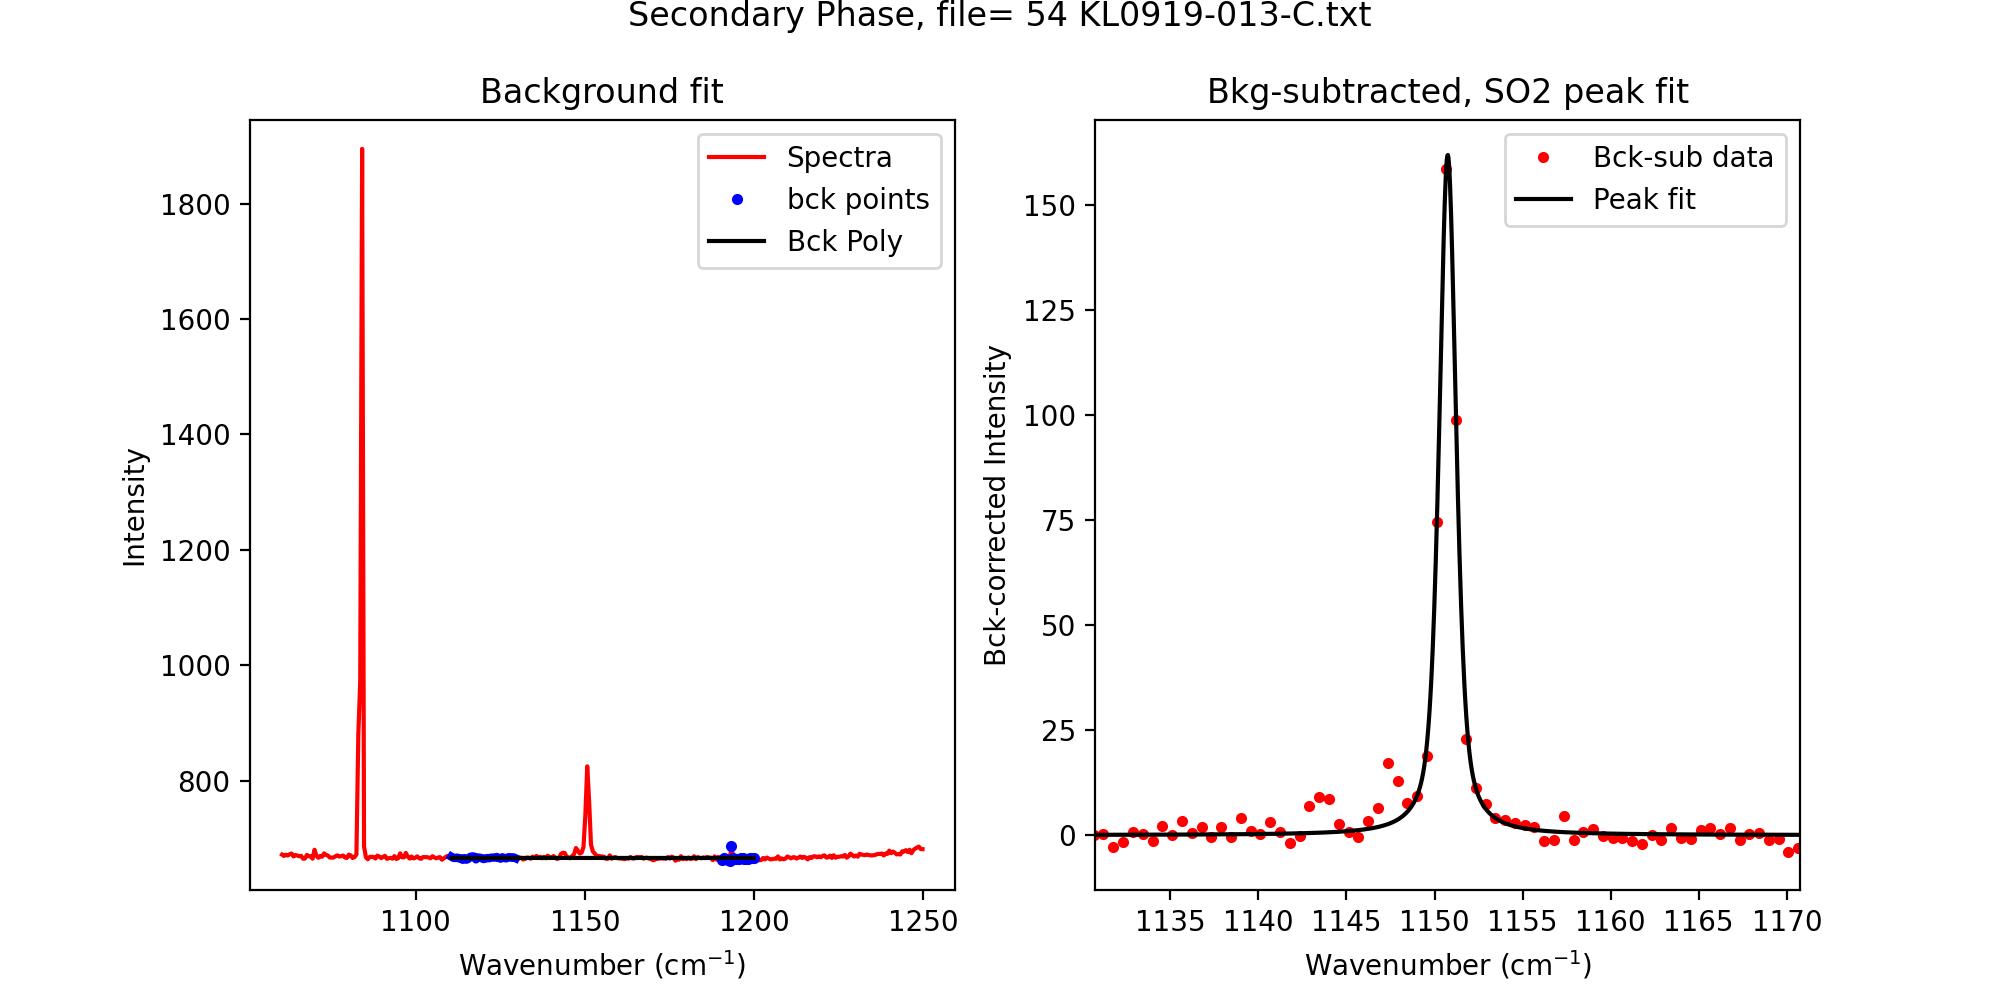 Secondary Phase, file= 54 KL0919-013-C.txt
Background fit
Spectra
bck points
Bck Poly
1800
1600
1400
1200
1000
800
Intensity
1100 1150 1200 1250
Wavenumber (cm⁻¹)
Bkg-subtracted, SO2 peak fit
Bck-sub data
Peak fit
150
125
100
75
50
25
0
Bck-corrected Intensity
1135 1140 1145 1150 1155 1160 1165 1170
Wavenumber (cm⁻¹)